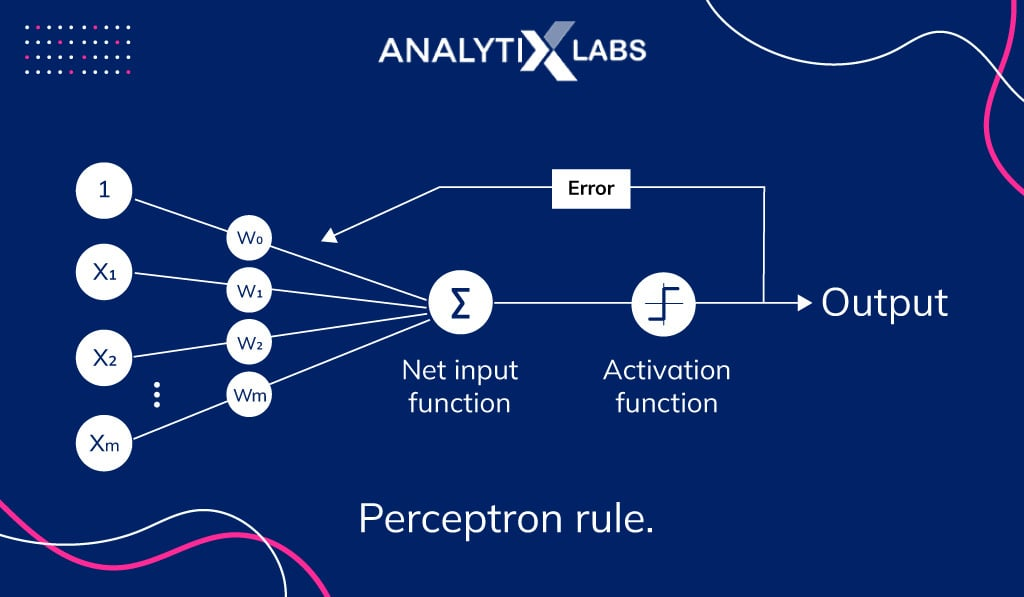 ANALYTIX LABS
Error
1
W₀
X₁
W₁
Σ
Output
X₂
W₂
Net input
function
Activation
function
Wm
Xm
Perceptron rule.